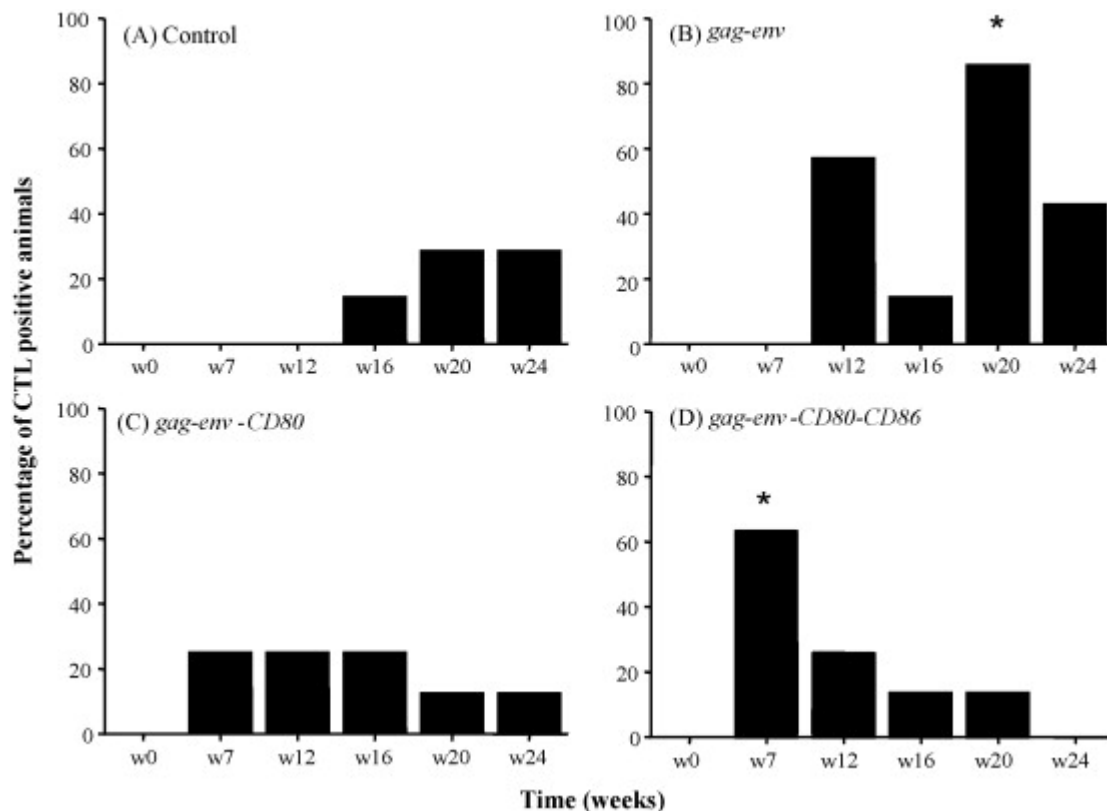 Percentage of CTL positive animals
(A) Control
100
80
60
40
20
0
w0 w7 w12 w16 w20 w24
(B) gag-env
*
100
80
60
40
20
0
w0 w7 w12 w16 w20 w24
(C) gag-env -CD80
100
80
60
40
20
0
w0 w7 w12 w16 w20 w24
(D) gag-env -CD80-CD86
*
100
80
60
40
20
0
w0 w7 w12 w16 w20 w24
Time (weeks)